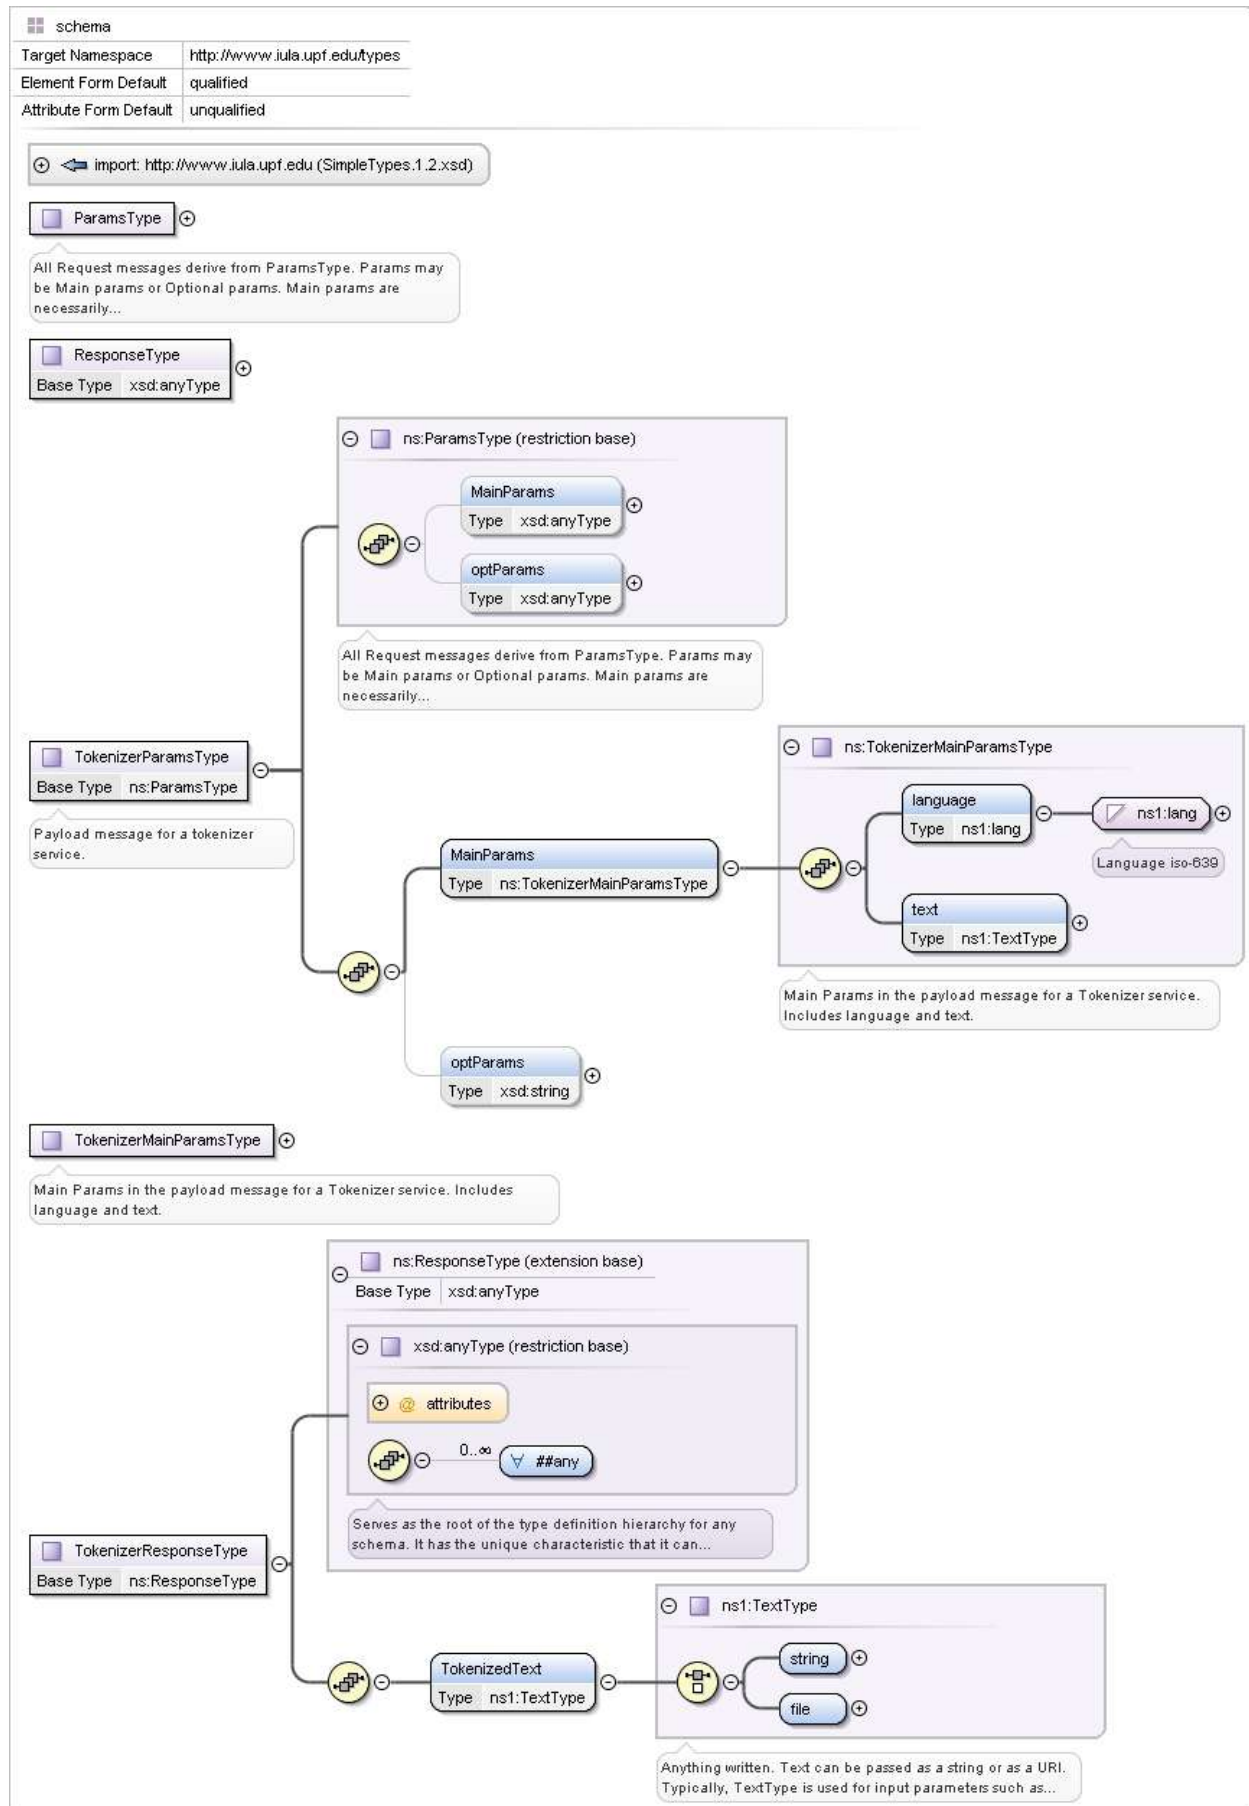 schema
Target Namespace http://www.iula.upf.edu/types
Element Form Default qualified
Attribute Form Default unqualified
import: http://www.iula.upf.edu (SimpleTypes.1.2.xsd)
ParamsType
All Request messages derive from ParamsType. Params may
be Main params or Optional params. Main params are
necessarily...
ResponseType
Base Type xsd:anyType
ns:ParamsType (restriction base)
MainParams
Type xsd:anyType
optParams
Type xsd:anyType
All Request messages derive from ParamsType. Params may
be Main params or Optional params. Main params are
necessarily...
TokenizerParamsType
Base Type ns:ParamsType
Payload message for a tokenizer
service.
MainParams
Type ns:TokenizerMainParamsType
ns:TokenizerMainParamsType
language
Type ns1:lang
ns1:lang
Language iso-639
text
Type ns1:TextType
Main Params in the payload message for a Tokenizer service.
Includes language and text.
optParams
Type xsd:string
TokenizerMainParamsType
Main Params in the payload message for a Tokenizer service. Includes
language and text.
ns:ResponseType (extension base)
Base Type xsd:anyType
xsd:anyType (restriction base)
@ attributes
0..∞
∀ ##any
Serves as the root of the type definition hierarchy for any
schema. It has the unique characteristic that it can...
TokenizerResponseType
Base Type ns:ResponseType
TokenizedText
Type ns1:TextType
ns1:TextType
string
file
Anything written. Text can be passed as a string or as a URI.
Typically, TextType is used for input parameters such as...